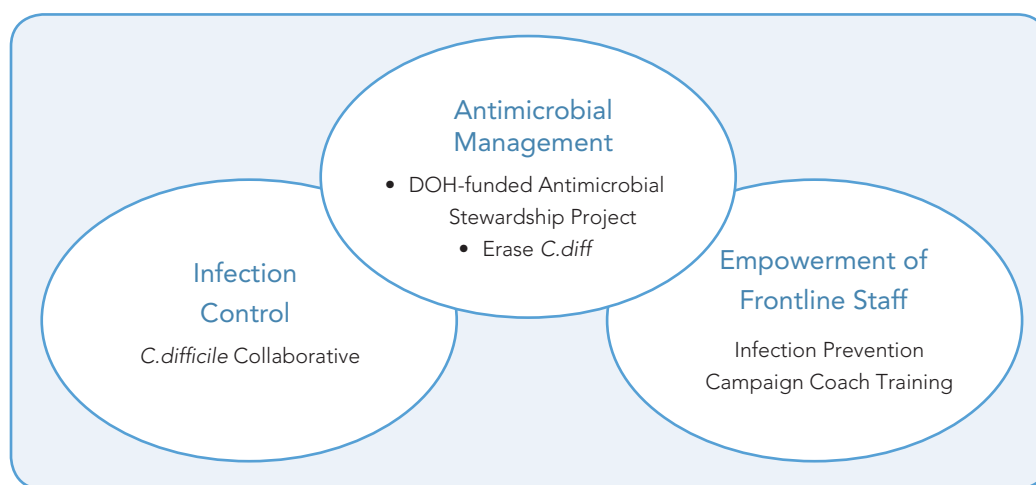 Antimicrobial
Management
• DOH-funded Antimicrobial
Stewardship Project
• Erase C.diff
Infection
Control
C.difficile Collaborative
Empowerment of
Frontline Staff
Infection Prevention
Campaign Coach Training